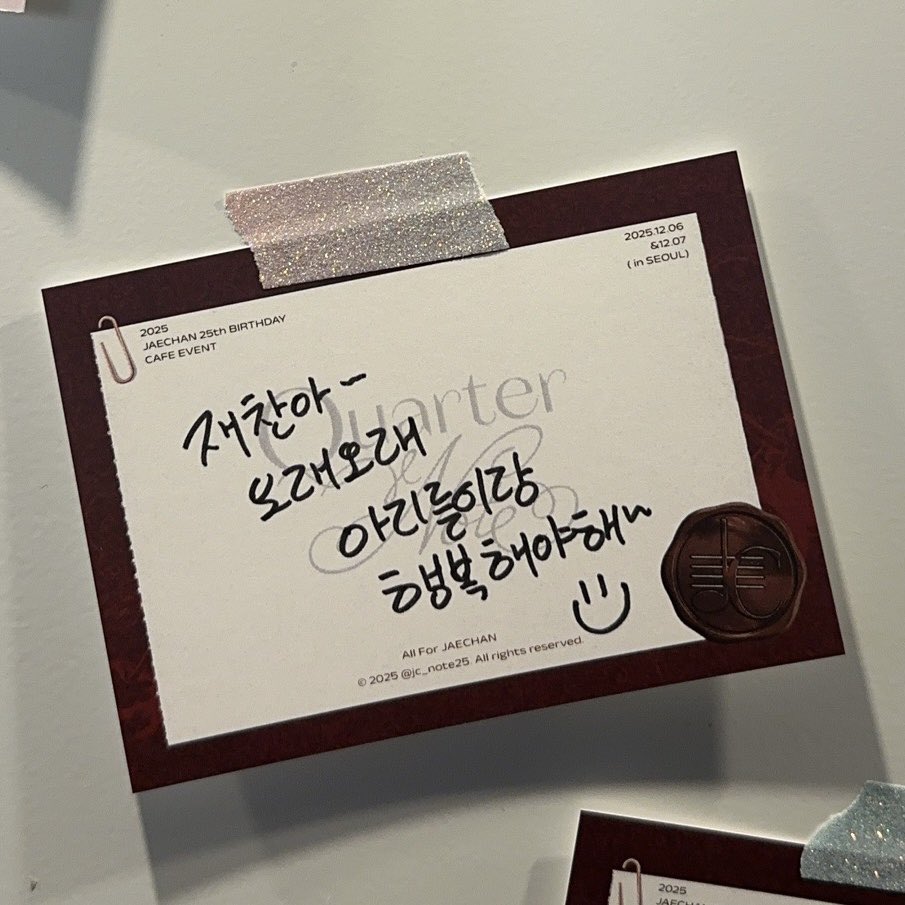 2025
JAECHAN 25th BIRTHDAY
CAFE EVENT
2025.12.06
&12.07
( in SEOUL)
Quarter
Note
재찬아~
오래오래
아리들이랑
행복해야해~
All For JAECHAN
© 2025 @jc_note25. All rights reserved.
JC
2025
JAECHAN